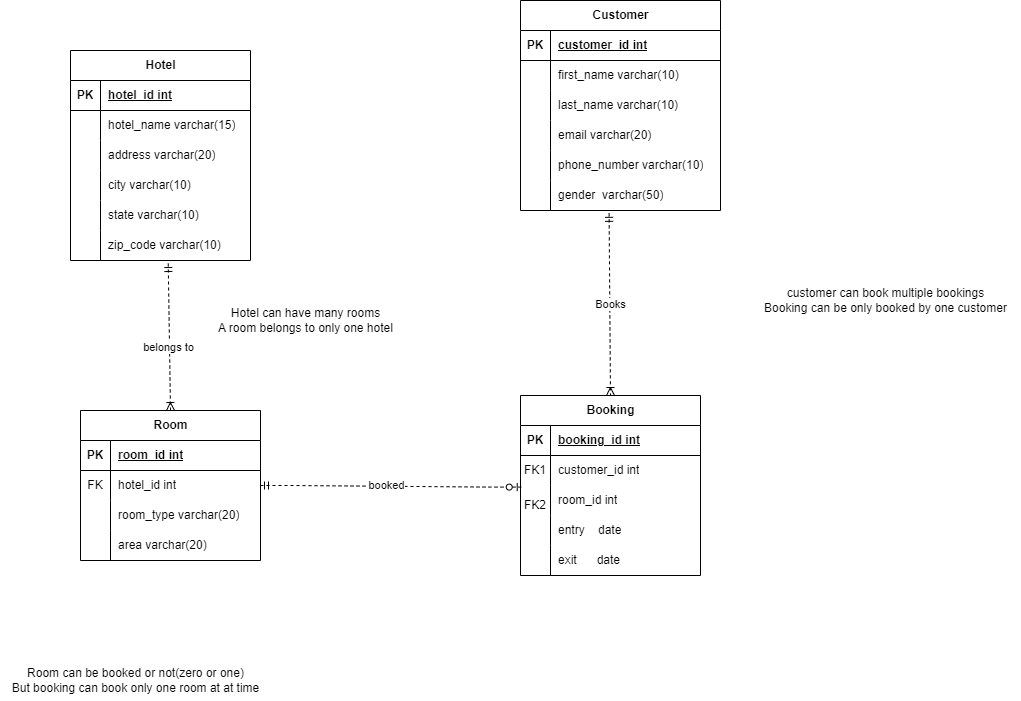 Customer
PK customer_id int
first_name varchar(10)
last_name varchar(10)
email varchar(20)
phone_number varchar(10)
gender varchar(50)
Hotel
PK hotel_id int
hotel_name varchar(15)
address varchar(20)
city varchar(10)
state varchar(10)
zip_code varchar(10)
Hotel can have many rooms
A room belongs to only one hotel
belongs to
Books
customer can book multiple bookings
Booking can be only booked by one customer
Room
PK room_id int
FK hotel_id int
room_type varchar(20)
area varchar(20)
booked
Booking
PK booking_id int
FK1 customer_id int
FK2 room_id int
entry date
exit date
Room can be booked or not(zero or one)
But booking can book only one room at at time